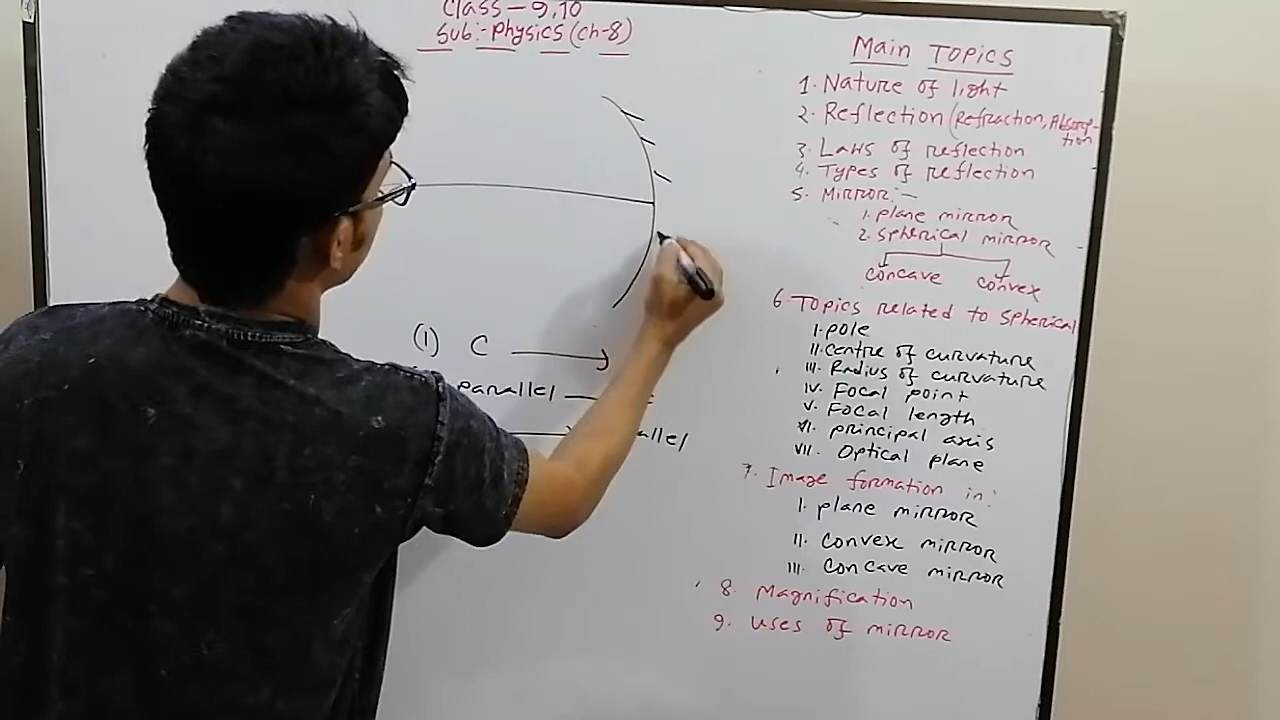 Class - 9,10
Sub:- Physics (ch-8)
(1) C
Parallel
Main Topics
1. Nature of light
2. Reflection (Refraction, Absorp-
tion
3. Laws of reflection
4. Types of reflection
5. Mirror:-
1. plane mirror
2. spherical mirror
concave convex
6. Topics related to spherical
I. pole
II. Centre of curvature
III. Radius of curvature
IV. Focal point
V. Focal length
VI. principal axis
VII. Optical plane
7. Image formation in:
I. plane mirror
II. Convex mirror
III. Concave mirror
8. Magnification
9. Uses of mirror